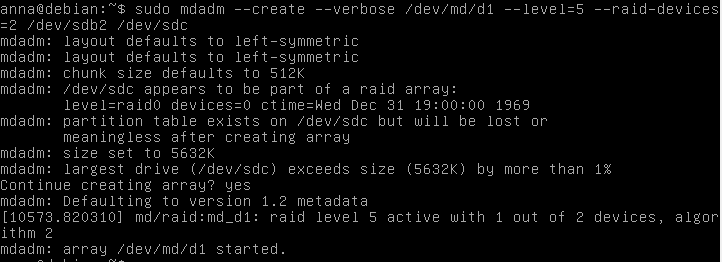 anna@debian:~$ sudo mdadm --create --verbose /dev/md/d1 --level=5 --raid-devices
=2 /dev/sdb2 /dev/sdc
mdadm: layout defaults to left-symmetric
mdadm: layout defaults to left-symmetric
mdadm: chunk size defaults to 512K
mdadm: /dev/sdc appears to be part of a raid array:
       level=raid0 devices=0 ctime=Wed Dec 31 19:00:00 1969
mdadm: partition table exists on /dev/sdc but will be lost or
       meaningless after creating array
mdadm: size set to 5632K
mdadm: largest drive (/dev/sdc) exceeds size (5632K) by more than 1%
Continue creating array? yes
mdadm: Defaulting to version 1.2 metadata
[10573.820310] md/raid:md_d1: raid level 5 active with 1 out of 2 devices, algor
ithm 2
mdadm: array /dev/md/d1 started.